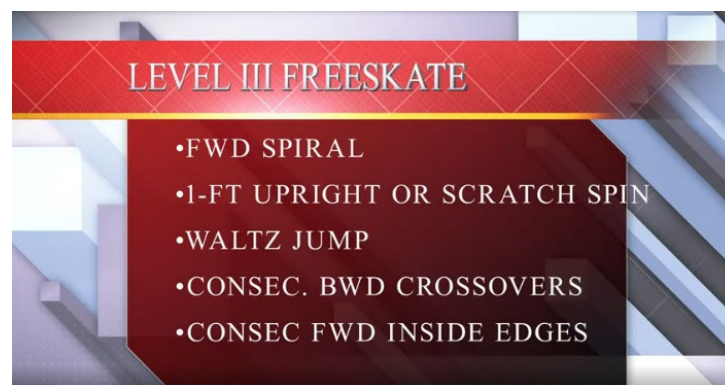 LEVEL III FREESKATE
•FWD SPIRAL
•1-FT UPRIGHT OR SCRATCH SPIN
•WALTZ JUMP
•CONSEC. BWD CROSSOVERS
•CONSEC FWD INSIDE EDGES